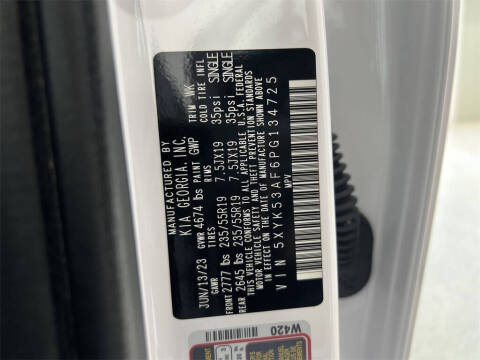 MANUFACTURED BY
KIA GEORGIA, INC.
JUN/13/23 GVWR 4674 lbs PAINT GWP TRIM WK
GAWR TIRES RIMS COLD TIRE INFL
FRONT 2777 lbs 235/55R19 7.5JX19 35psi SINGLE
REAR 2645 lbs 235/55R19 7.5JX19 35psi SINGLE
THIS VEHICLE CONFORMS TO ALL APPLICABLE U.S.A. FEDERAL
MOTOR VEHICLE SAFETY AND THEFT PREVENTION STANDARDS
IN EFFECT ON THE DATE OF MANUFACTURE SHOWN ABOVE.
VIN 5XYK53AF6PG134725
MPV
W420